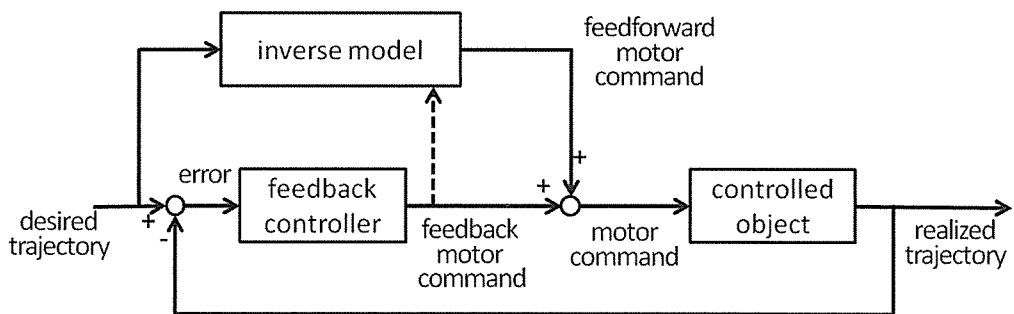 inverse model
feedforward
motor
command
+
error
feedback
controller
+
controlled
object
desired
trajectory
+
-
feedback
motor
command
motor
command
realized
trajectory